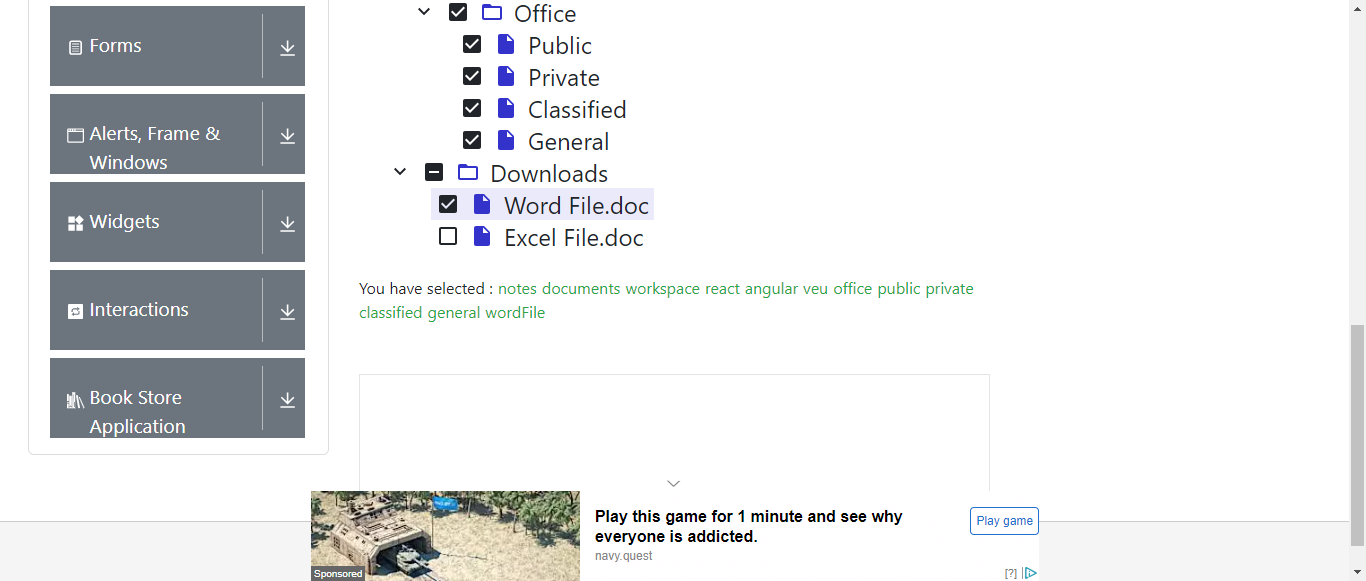 Forms
Alerts, Frame &
Windows
Widgets
Interactions
Book Store
Application
Office
Public
Private
Classified
General
Downloads
Word File.doc
Excel File.doc
You have selected : notes documents workspace react angular veu office public private
classified general wordFile
Play this game for 1 minute and see why
everyone is addicted.
navy.quest
Play game
Sponsored
[?]